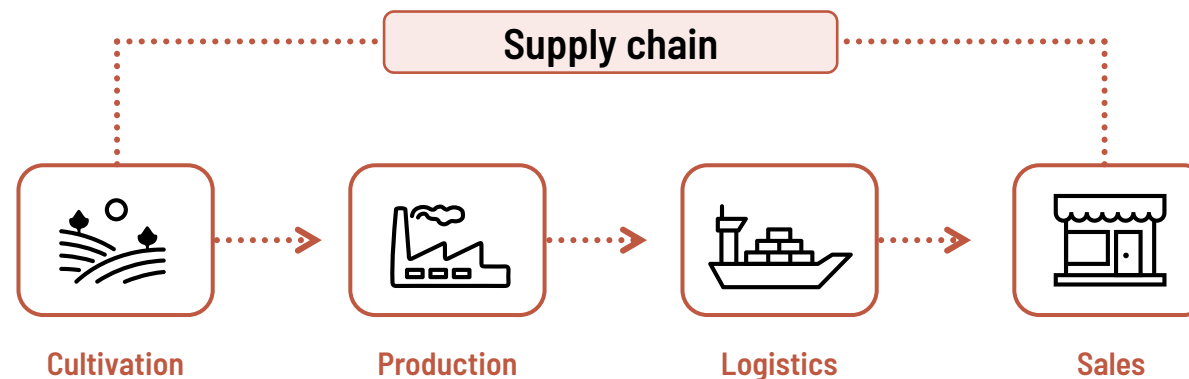 Supply chain
Cultivation
Production
Logistics
Sales